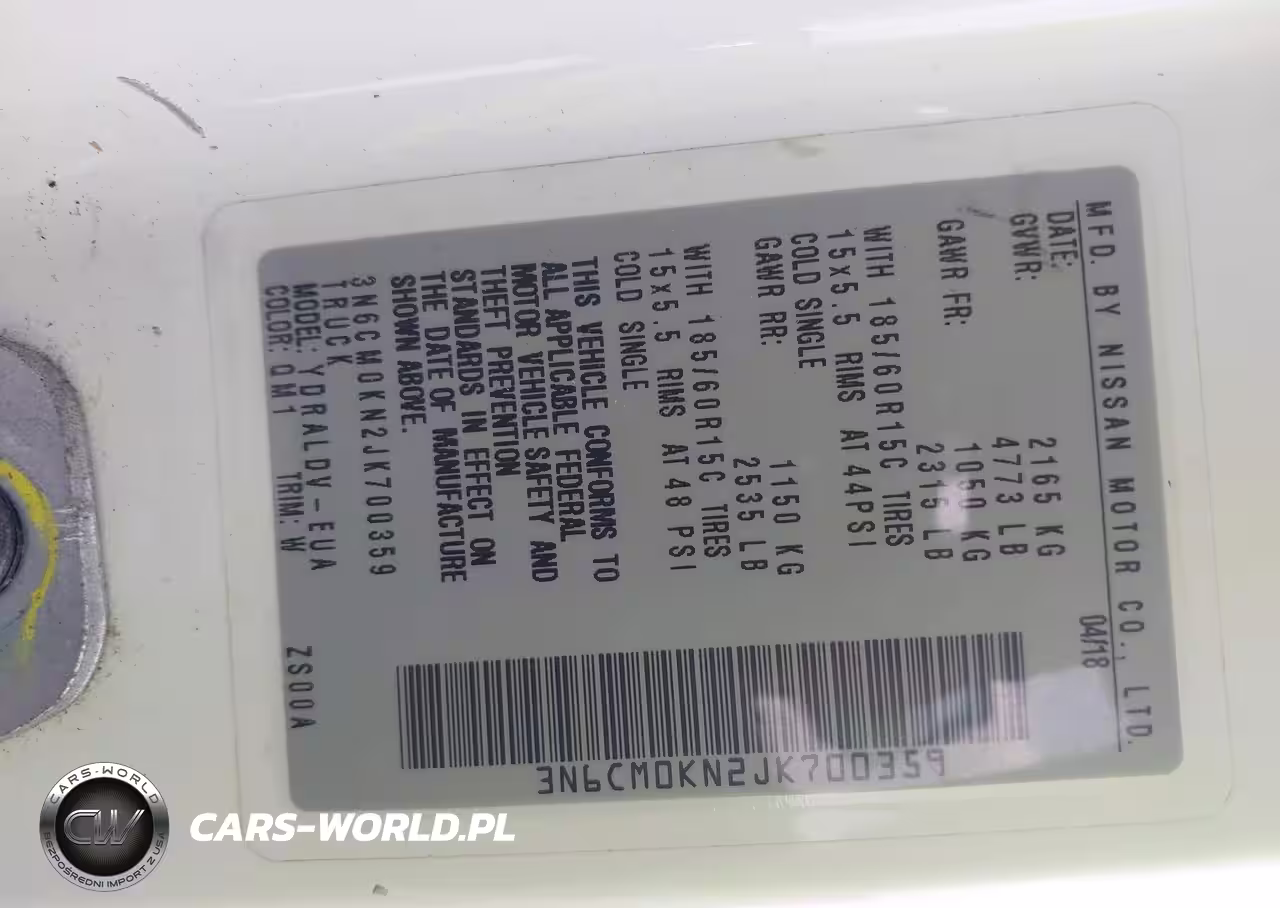 MFD. BY NISSAN MOTOR CO., LTD.
DATE: 04/18
GVWR: 2165 KG
4773 LB
GAWR FR: 1050 KG
2315 LB
WITH 185/60R15C TIRES
15x5.5 RIMS AT 44PSI
COLD SINGLE
GAWR RR: 1150 KG
2535 LB
WITH 185/60R15C TIRES
15x5.5 RIMS AT 48 PSI
COLD SINGLE
THIS VEHICLE CONFORMS TO
ALL APPLICABLE FEDERAL
MOTOR VEHICLE SAFETY AND
THEFT PREVENTION
STANDARDS IN EFFECT ON
THE DATE OF MANUFACTURE
SHOWN ABOVE.
3N6CM0KN2JK700359
TRUCK
MODEL: YDRALDV-EUA
COLOR: QM1 TRIM: W ZS00A
3N6CM0KN2JK700359
CARS-WORLD
CW
BEZPOŚREDNI IMPORT Z USA
CARS-WORLD.PL